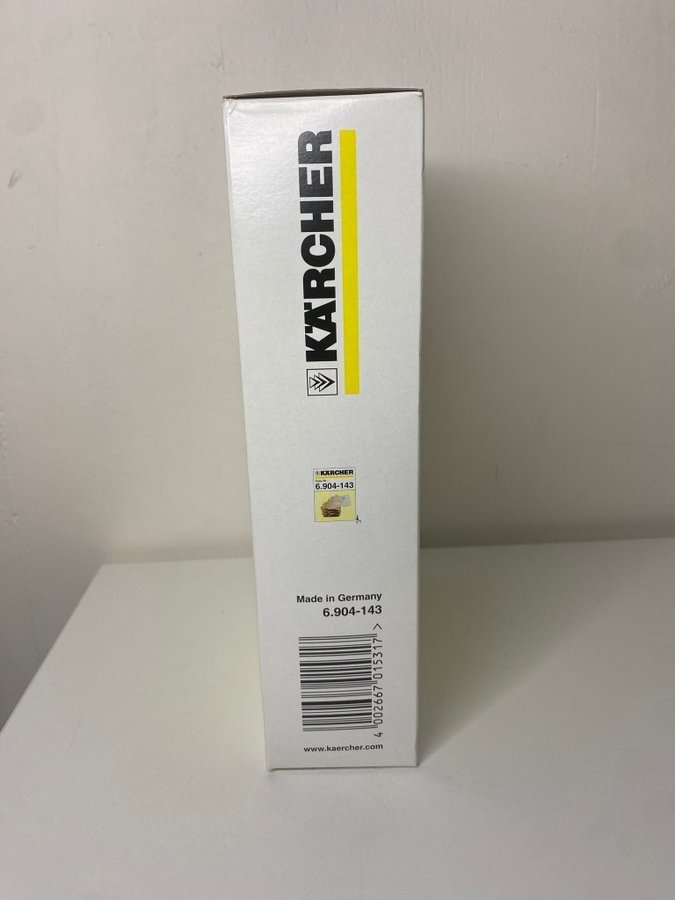 KÄRCHER
KÄRCHER
6.904-143
Made in Germany
6.904-143
4 002667 015317 >
www.kaercher.com